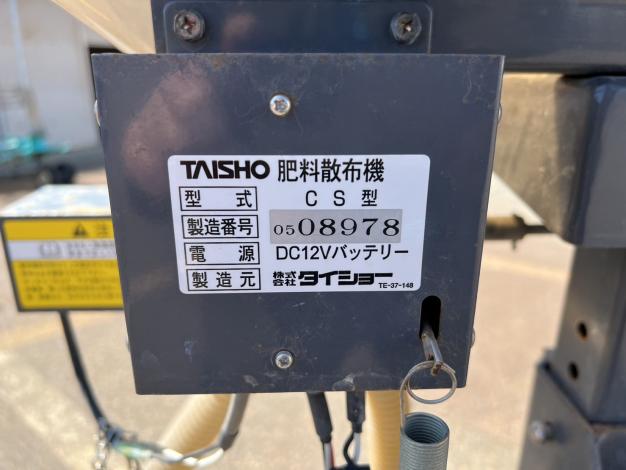 TAISHO 肥料散布機
型式 CS型
製造番号 0508978
電源 DC12Vバッテリー
製造元 株式会社タイショー
TE-37-148
注